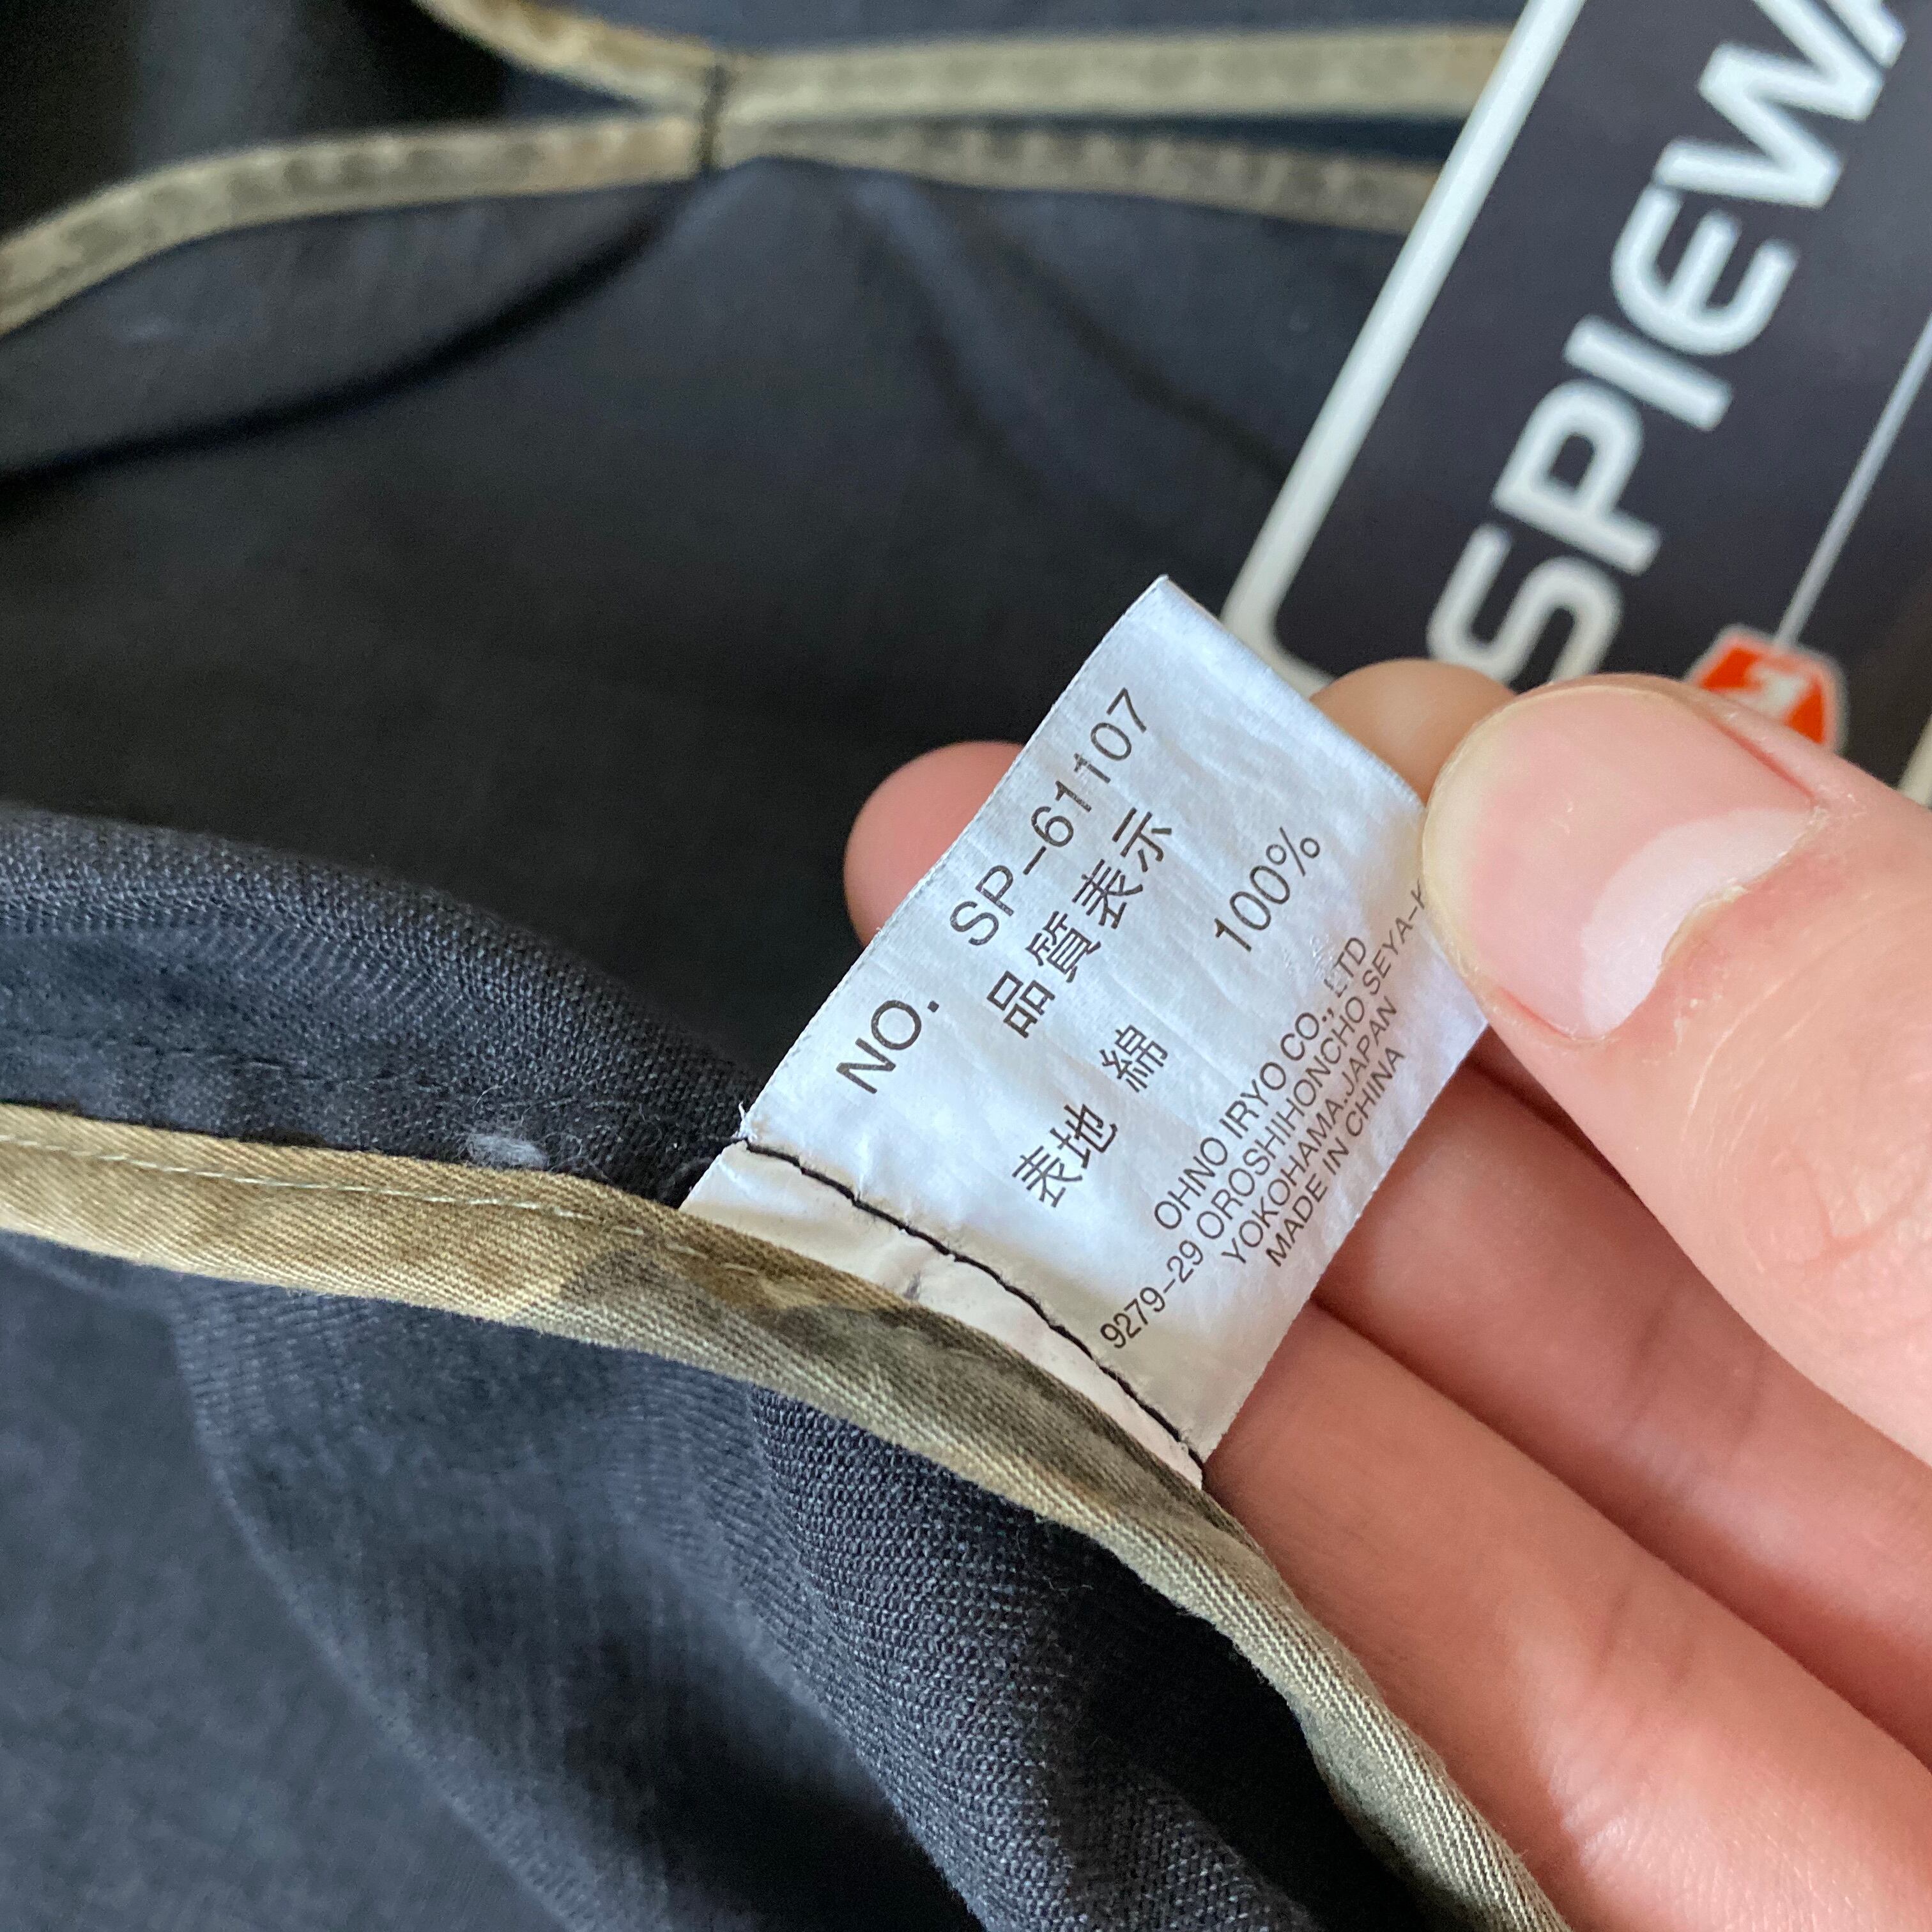 SPIEWA
NO. SP-61107
品質表示
表地 綿 100%
OHNO IRYO CO., LTD
9279-29 OROSHIHONCHO SEYA-K
YOKOHAMA.JAPAN
MADE IN CHINA